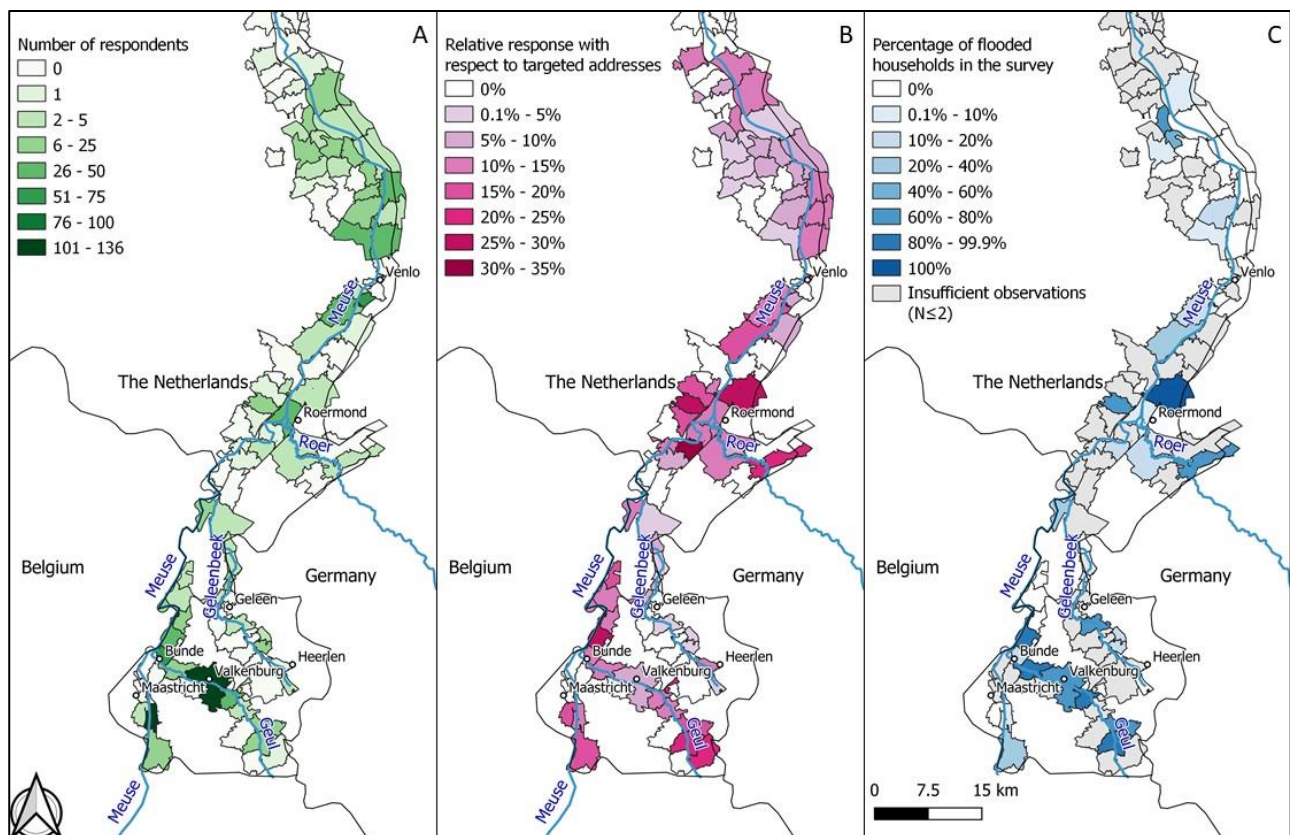 A
Number of respondents
0
1
2 - 5
6 - 25
26 - 50
51 - 75
76 - 100
101 - 136
Venlo
Meuse
The Netherlands
Roermond
Roer
Belgium
Meuse
Geleenbeek
Germany
Geleen
Bunde
Valkenburg
Heerlen
Maastricht
Geul
Meuse
B
Relative response with
respect to targeted addresses
0%
0.1% - 5%
5% - 10%
10% - 15%
15% - 20%
20% - 25%
25% - 30%
30% - 35%
Venlo
Meuse
The Netherlands
Roermond
Roer
Belgium
Meuse
Geleenbeek
Germany
Geleen
Bunde
Valkenburg
Heerlen
Maastricht
Geul
Meuse
C
Percentage of flooded
households in the survey
0%
0.1% - 10%
10% - 20%
20% - 40%
40% - 60%
60% - 80%
80% - 99.9%
100%
Insufficient observations
(N≤2)
Venlo
Meuse
The Netherlands
Roermond
Roer
Belgium
Meuse
Geleenbeek
Germany
Geleen
Bunde
Valkenburg
Heerlen
Maastricht
Geul
Meuse
0 7.5 15 km